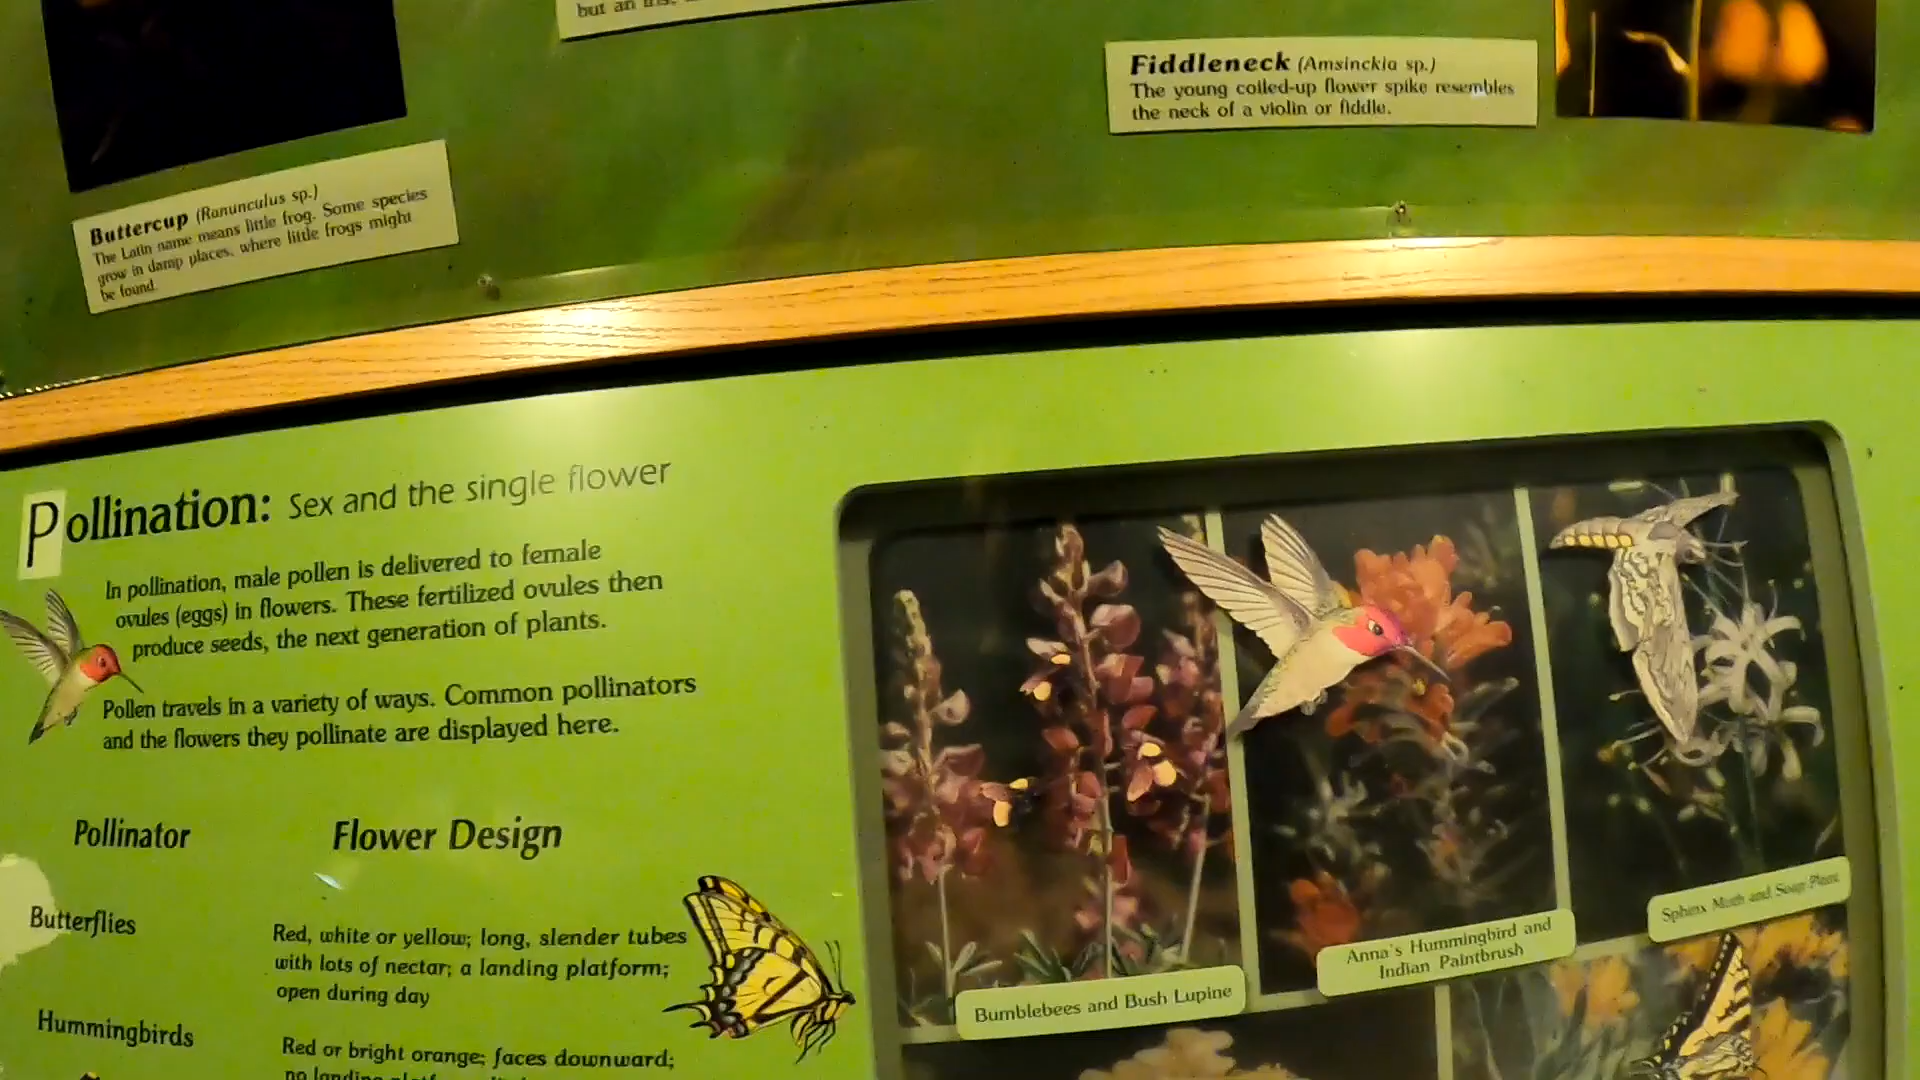 but an
Fiddleneck (Amsinckia sp.)
The young coiled-up flower spike resembles
the neck of a violin or fiddle.
Buttercup (Ranunculus sp.)
The Latin name means little frog. Some species
grow in damp places, where little frogs might
be found.
Pollination: Sex and the single flower
In pollination, male pollen is delivered to female
ovules (eggs) in flowers. These fertilized ovules then
produce seeds, the next generation of plants.
Pollen travels in a variety of ways. Common pollinators
and the flowers they pollinate are displayed here.
Pollinator
Flower Design
Butterflies
Red, white or yellow; long, slender tubes
with lots of nectar; a landing platform;
open during day
Hummingbirds
Red or bright orange; faces downward;
no landing
Bumblebees and Bush Lupine
Anna's Hummingbird and
Indian Paintbrush
Sphinx Moth and Soap Plant